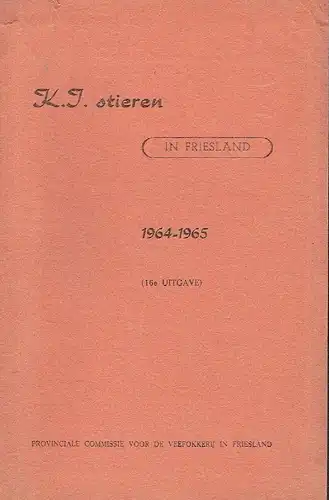 K.I. stieren
IN FRIESLAND
1964-1965
(16e UITGAVE)
PROVINCIALE COMMISSIE VOOR DE VEEFOKKERIJ IN FRIESLAND